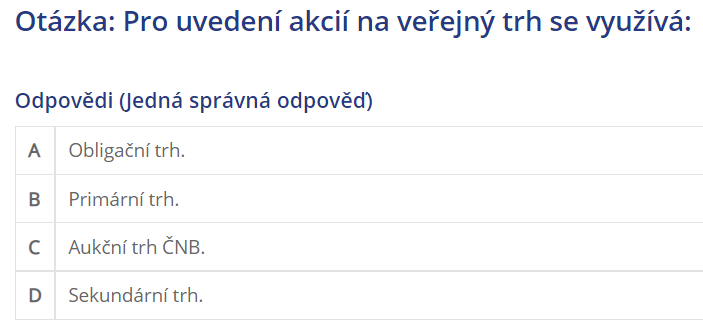 Otázka: Pro uvedení akcií na veřejný trh se využívá:
Odpovědi (Jedná správná odpověď)
A Obligační trh.
B Primární trh.
C Aukční trh ČNB.
D Sekundární trh.